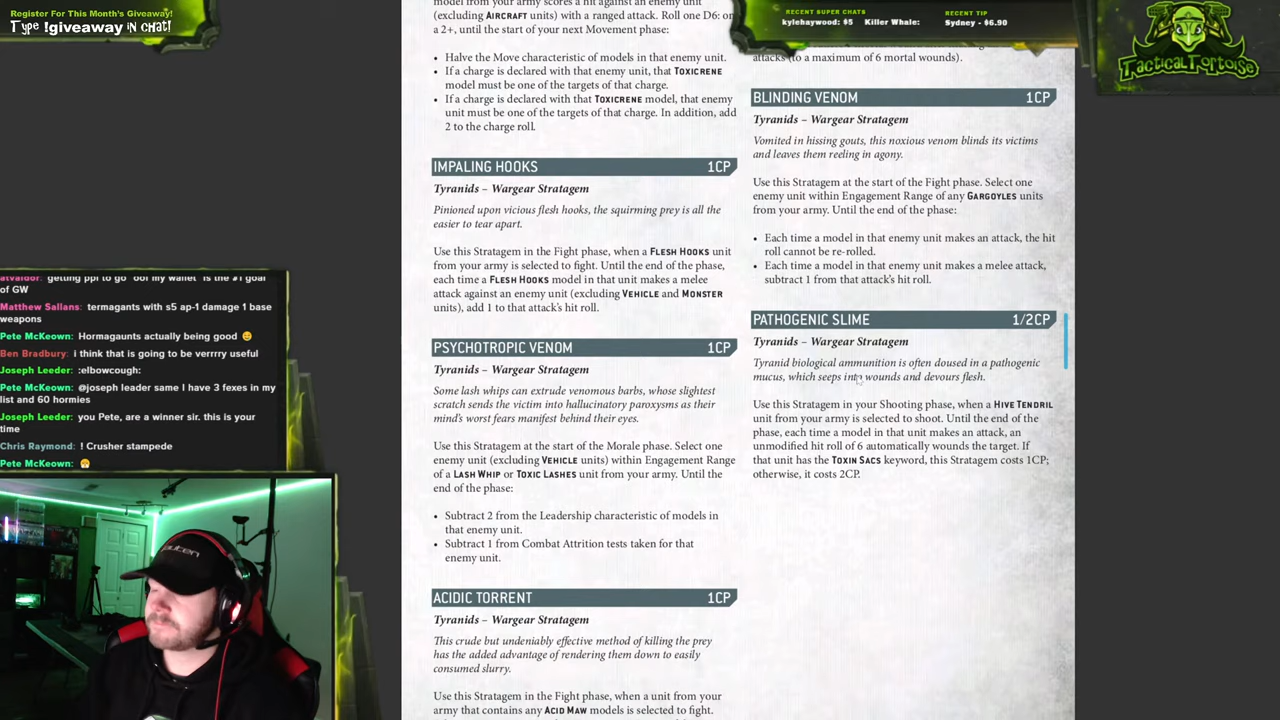 Register For This Month's Giveaway!
Type !giveaway in chat!
RECENT SUPER CHATS
kylehaywood: $5 Killer Whale:
RECENT TIP
Sydney - $6.90
TacticalTortoise
getting ppl to go "oof my wallet" is the #1 goal
of GW
Matthew Sallans: termagants with s5 ap-1 damage 1 base
weapons
Pete McKeown: Hormagaunts actually being good 😉
Ben Bradbury: i think that is going to be verrrry useful
Joseph Leeder: :elbowcough:
Pete McKeown: @joseph leader same I have 3 fexes in my
list and 60 hormies
Joseph Leeder: you Pete, are a winner sir. this is your
time
Chris Raymond: ! Crusher stampede
Pete McKeown: 😤
model from your army scores a hit against an enemy unit
(excluding AIRCRAFT units) with a ranged attack. Roll one D6: on
a 2+, until the start of your next Movement phase:
• Halve the Move characteristic of models in that enemy unit.
• If a charge is declared with that enemy unit, that TOXICRENE
model must be one of the targets of that charge.
• If a charge is declared with that TOXICRENE model, that enemy
unit must be one of the targets of that charge. In addition, add
2 to the charge roll.
IMPALING HOOKS 1CP
Tyranids – Wargear Stratagem
Pinioned upon vicious flesh hooks, the squirming prey is all the
easier to tear apart.
Use this Stratagem in the Fight phase, when a FLESH HOOKS unit
from your army is selected to fight. Until the end of the phase,
each time a FLESH HOOKS model in that unit makes a melee
attack against an enemy unit (excluding VEHICLE and MONSTER
units), add 1 to that attack's hit roll.
PSYCHOTROPIC VENOM 1CP
Tyranids – Wargear Stratagem
Some lash whips can extrude venomous barbs, whose slightest
scratch sends the victim into hallucinatory paroxysms as their
mind's worst fears manifest behind their eyes.
Use this Stratagem at the start of the Morale phase. Select one
enemy unit (excluding VEHICLE units) within Engagement Range
of a LASH WHIP or TOXIC LASHES unit from your army. Until the
end of the phase:
• Subtract 2 from the Leadership characteristic of models in
that enemy unit.
• Subtract 1 from Combat Attrition tests taken for that
enemy unit.
ACIDIC TORRENT 1CP
Tyranids – Wargear Stratagem
This crude but undeniably effective method of killing the prey
has the added advantage of rendering them down to easily
consumed slurry.
Use this Stratagem in the Fight phase, when a unit from your
army that contains any ACID MAW models is selected to fight.
attacks (to a maximum of 6 mortal wounds).
BLINDING VENOM 1CP
Tyranids – Wargear Stratagem
Vomited in hissing gouts, this noxious venom blinds its victims
and leaves them reeling in agony.
Use this Stratagem at the start of the Fight phase. Select one
enemy unit within Engagement Range of any GARGOYLES units
from your army. Until the end of the phase:
• Each time a model in that enemy unit makes an attack, the hit
roll cannot be re-rolled.
• Each time a model in that enemy unit makes a melee attack,
subtract 1 from that attack's hit roll.
PATHOGENIC SLIME 1/2CP
Tyranids – Wargear Stratagem
Tyranid biological ammunition is often doused in a pathogenic
mucus, which seeps into wounds and devours flesh.
Use this Stratagem in your Shooting phase, when a HIVE TENDRIL
unit from your army is selected to shoot. Until the end of the
phase, each time a model in that unit makes an attack, an
unmodified hit roll of 6 automatically wounds the target. If
that unit has the TOXIN SACS keyword, this Stratagem costs 1CP;
otherwise, it costs 2CP.